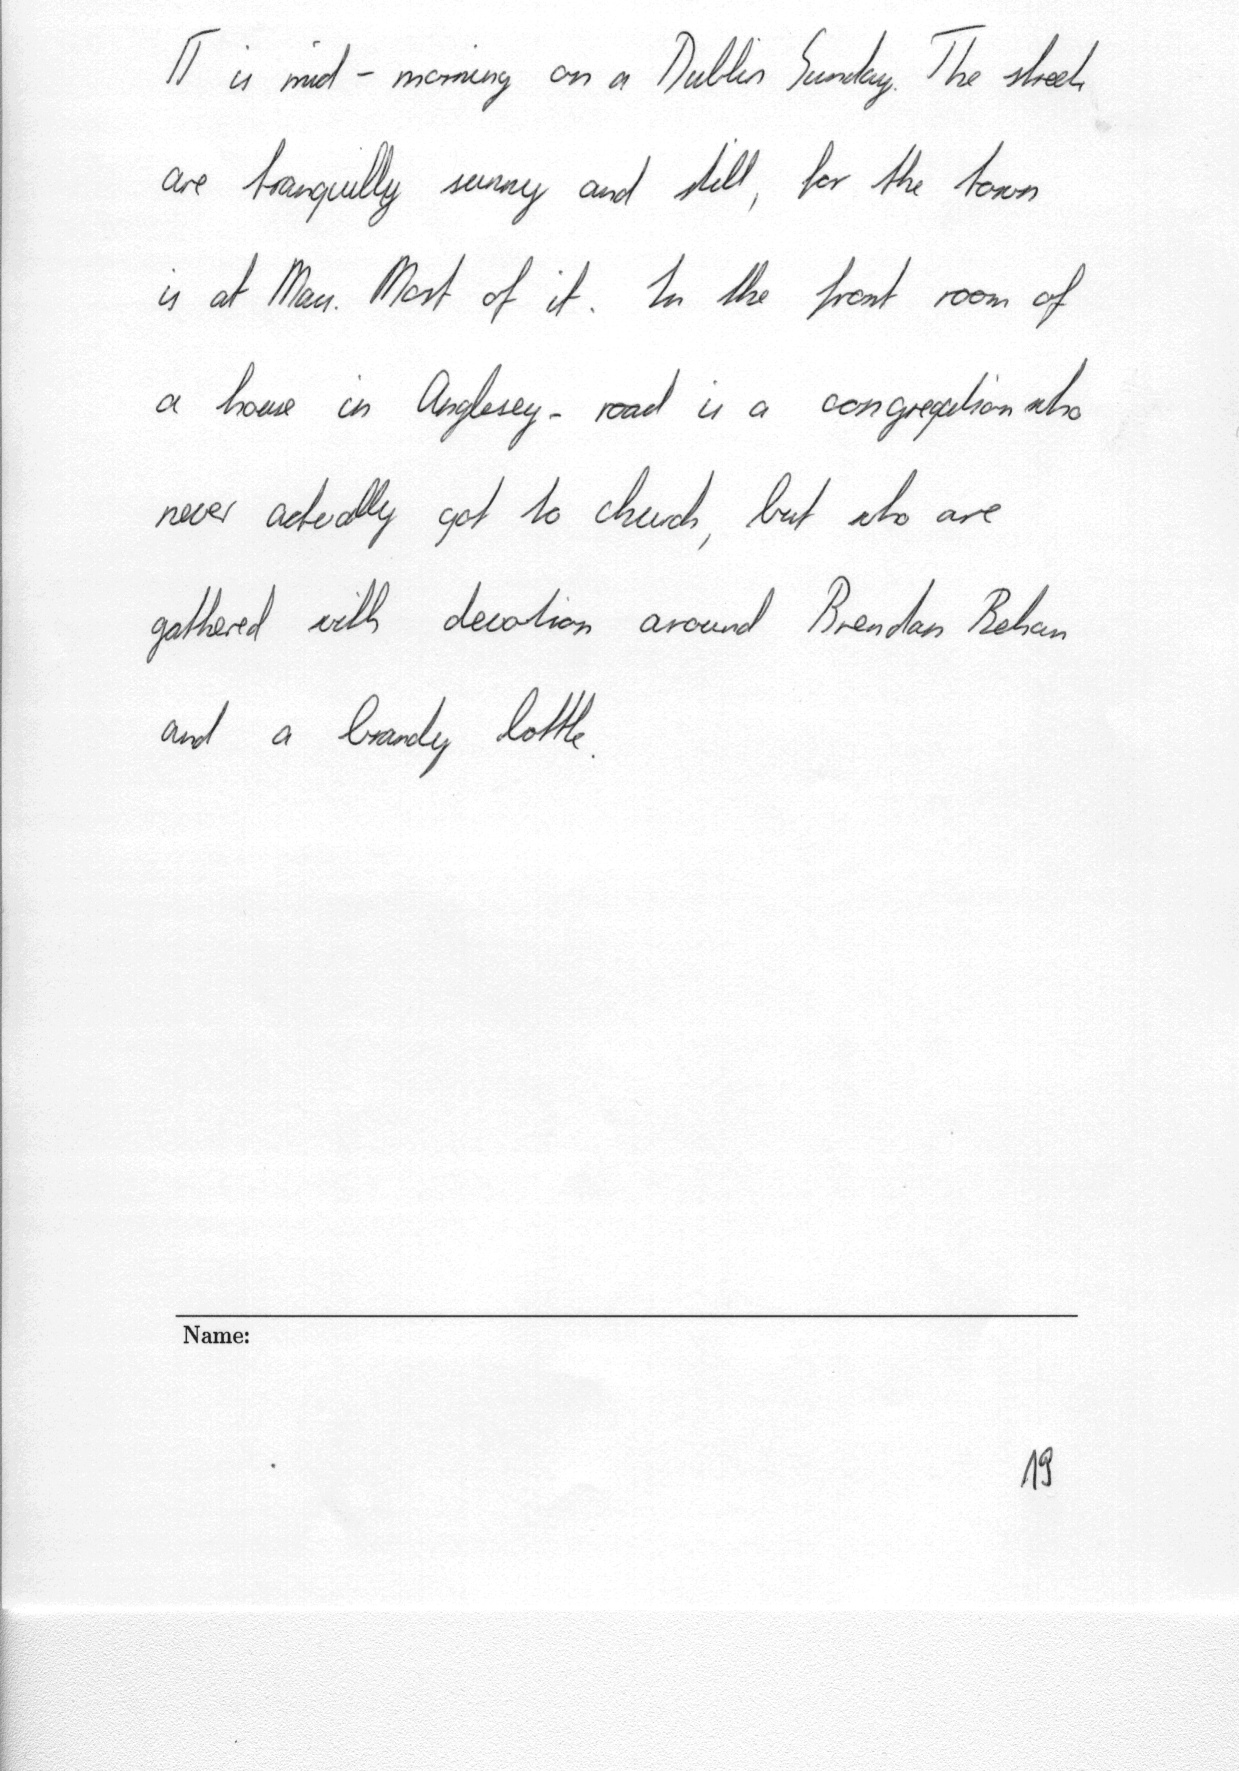 IT is mid - morning on a Dublin Sunday. The streets
are tranquilly sunny and still, for the town
is at Mass. Most of it. In the front room of
a house in Anglesey - road is a congregation who
never actually got to church, but who are
gathered with devotion around Brendan Behan
and a brandy bottle.
Name:
19